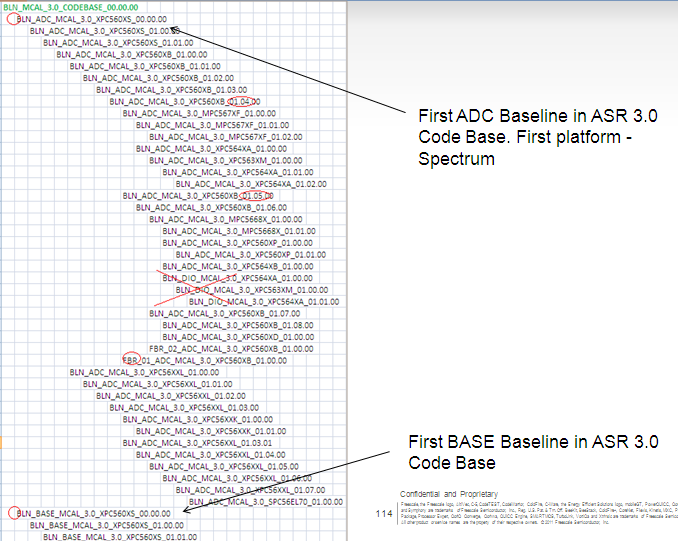 BLN_MCAL_3.0_CODEBASE_00.00.00
BLN_ADC_MCAL_3.0_XPC560XS_00.00.00
BLN_ADC_MCAL_3.0_XPC560XS_01.00.00
BLN_ADC_MCAL_3.0_XPC560XS_01.01.00
BLN_ADC_MCAL_3.0_XPC560XB_01.00.00
BLN_ADC_MCAL_3.0_XPC560XB_01.01.00
BLN_ADC_MCAL_3.0_XPC560XB_01.02.00
BLN_ADC_MCAL_3.0_XPC560XB_01.03.00
BLN_ADC_MCAL_3.0_XPC560XB_01.04.00
BLN_ADC_MCAL_3.0_MPC567XF_01.00.00
BLN_ADC_MCAL_3.0_MPC567XF_01.01.00
BLN_ADC_MCAL_3.0_MPC567XF_01.02.00
BLN_ADC_MCAL_3.0_XPC564XA_01.00.00
BLN_ADC_MCAL_3.0_XPC563XM_01.00.00
BLN_ADC_MCAL_3.0_XPC564XA_01.01.00
BLN_ADC_MCAL_3.0_XPC564XA_01.02.00
BLN_ADC_MCAL_3.0_XPC560XB_01.05.00
BLN_ADC_MCAL_3.0_XPC560XB_01.06.00
BLN_ADC_MCAL_3.0_MPC5668X_01.00.00
BLN_ADC_MCAL_3.0_MPC5668X_01.01.00
BLN_ADC_MCAL_3.0_XPC560XP_01.00.00
BLN_ADC_MCAL_3.0_XPC560XP_01.01.00
BLN_ADC_MCAL_3.0_XPC564XB_01.00.00
BLN_DIO_MCAL_3.0_XPC564XA_01.00.00
BLN_DIO_MCAL_3.0_XPC563XM_01.00.00
BLN_DIO_MCAL_3.0_XPC564XA_01.01.00
BLN_ADC_MCAL_3.0_XPC560XB_01.07.00
BLN_ADC_MCAL_3.0_XPC560XB_01.08.00
BLN_ADC_MCAL_3.0_XPC560XD_01.00.00
FBR_02_ADC_MCAL_3.0_XPC560XB_01.00.00
FBR_01_ADC_MCAL_3.0_XPC560XB_01.00.00
BLN_ADC_MCAL_3.0_XPC56XXL_01.00.00
BLN_ADC_MCAL_3.0_XPC56XXL_01.01.00
BLN_ADC_MCAL_3.0_XPC56XXL_01.02.00
BLN_ADC_MCAL_3.0_XPC56XXL_01.03.00
BLN_ADC_MCAL_3.0_XPC56XXK_01.00.00
BLN_ADC_MCAL_3.0_XPC56XXK_01.01.00
BLN_ADC_MCAL_3.0_XPC56XXL_01.03.01
BLN_ADC_MCAL_3.0_XPC56XXL_01.04.00
BLN_ADC_MCAL_3.0_XPC56XXL_01.05.00
BLN_ADC_MCAL_3.0_XPC56XXL_01.06.00
BLN_ADC_MCAL_3.0_XPC56XXL_01.07.00
BLN_ADC_MCAL_3.0_SPC56EL70_01.00.00
BLN_BASE_MCAL_3.0_XPC560XS_00.00.00
BLN_BASE_MCAL_3.0_XPC560XS_01.00.00
BLN_BASE_MCAL_3.0_XPC560XS_01.01.00
First ADC Baseline in ASR 3.0
Code Base. First platform -
Spectrum
First BASE Baseline in ASR 3.0
Code Base
Confidential and Proprietary
114